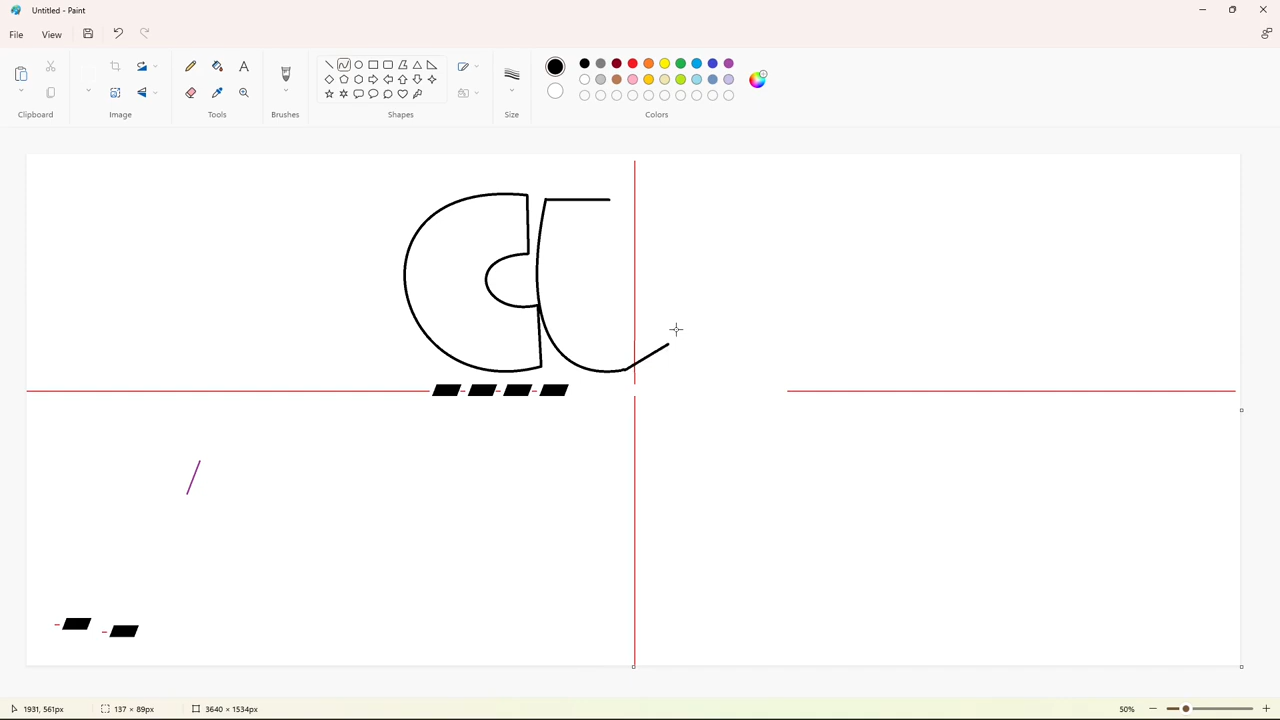 Untitled - Paint
File View
Clipboard Image Tools Brushes Shapes Size Colors
1931, 561px 137 × 89px 3640 × 1534px 50%